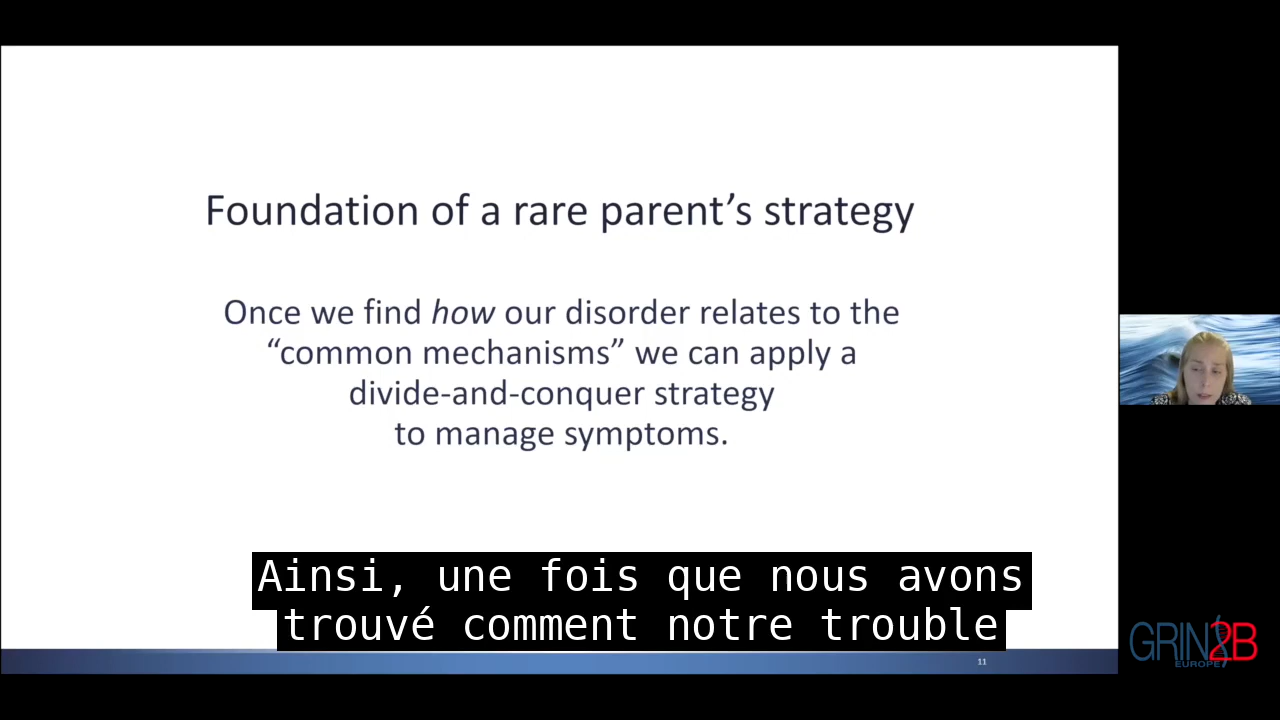 Foundation of a rare parent’s strategy
Once we find how our disorder relates to the
“common mechanisms” we can apply a
divide-and-conquer strategy
to manage symptoms.
Ainsi, une fois que nous avons
trouvé comment notre trouble
11
GRIN2B
EUROPE